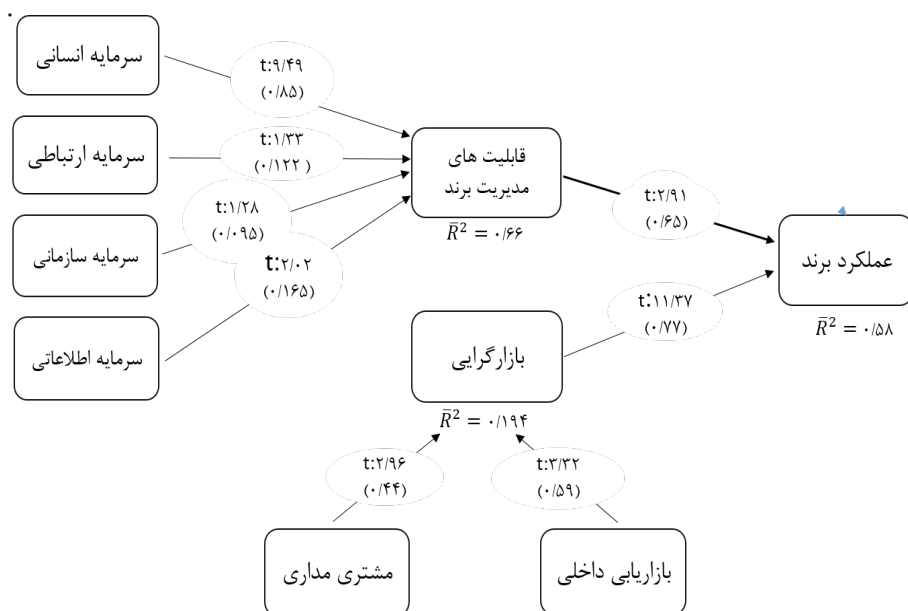 سرمایه انسانی
t:۹/۴۹
(۰/۸۵)
سرمایه ارتباطی
t:۱/۳۳
(۰/۱۲۲)
قابلیت های
مدیریت برند
R̄² = ۰/۶۶
t:۲/۹۱
(۰/۶۵)
سرمایه سازمانی
t:۱/۲۸
(۰/۰۹۵)
عملکرد برند
R̄² = ۰/۵۸
سرمایه اطلاعاتی
t:۲/۰۲
(۰/۱۶۵)
t:۱۱/۳۷
(۰/۷۷)
بازارگرایی
R̄² = ۰/۱۹۴
t:۲/۹۶
(۰/۴۴)
t:۳/۳۲
(۰/۵۹)
مشتری مداری
بازاریابی داخلی